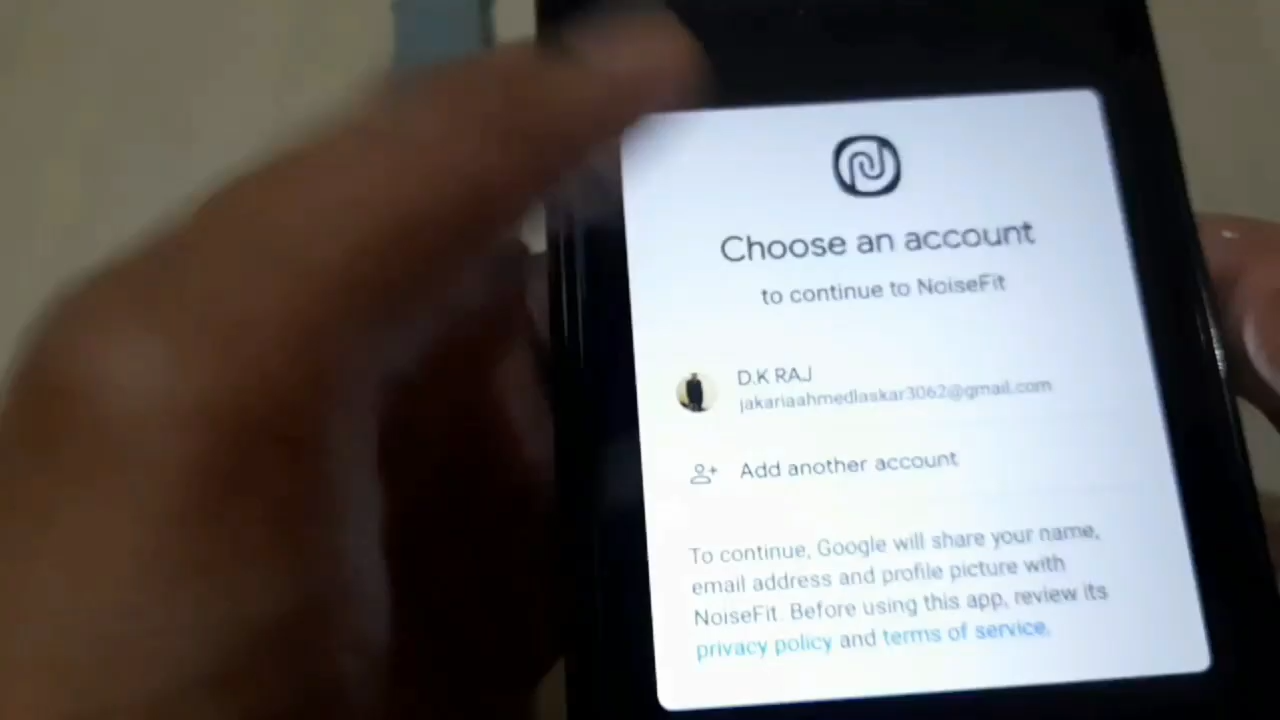 Choose an account
to continue to NoiseFit
D.K RAJ
jakariaahmedlaskar3062@gmail.com
Add another account
To continue, Google will share your name,
email address and profile picture with
NoiseFit. Before using this app, review its
privacy policy and terms of service.